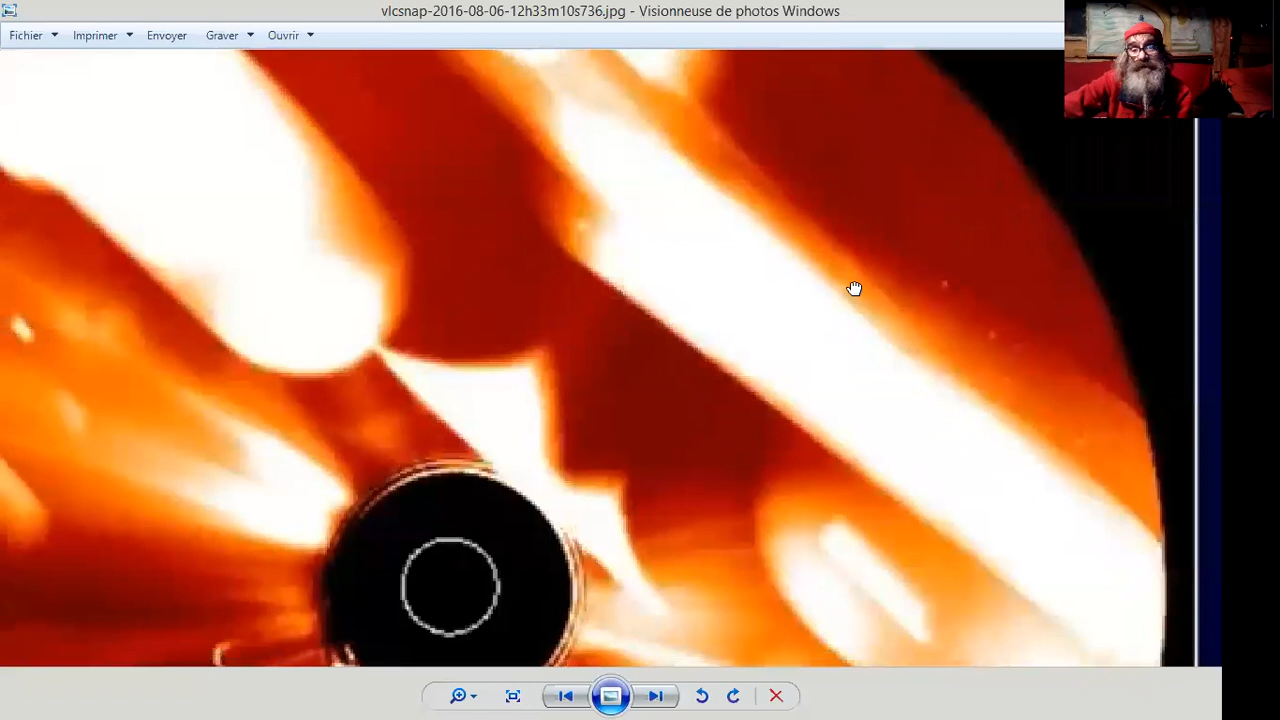 vlcsnap-2016-08-06-12h33m10s736.jpg - Visionneuse de photos Windows
Fichier Imprimer Envoyer Graver Ouvrir